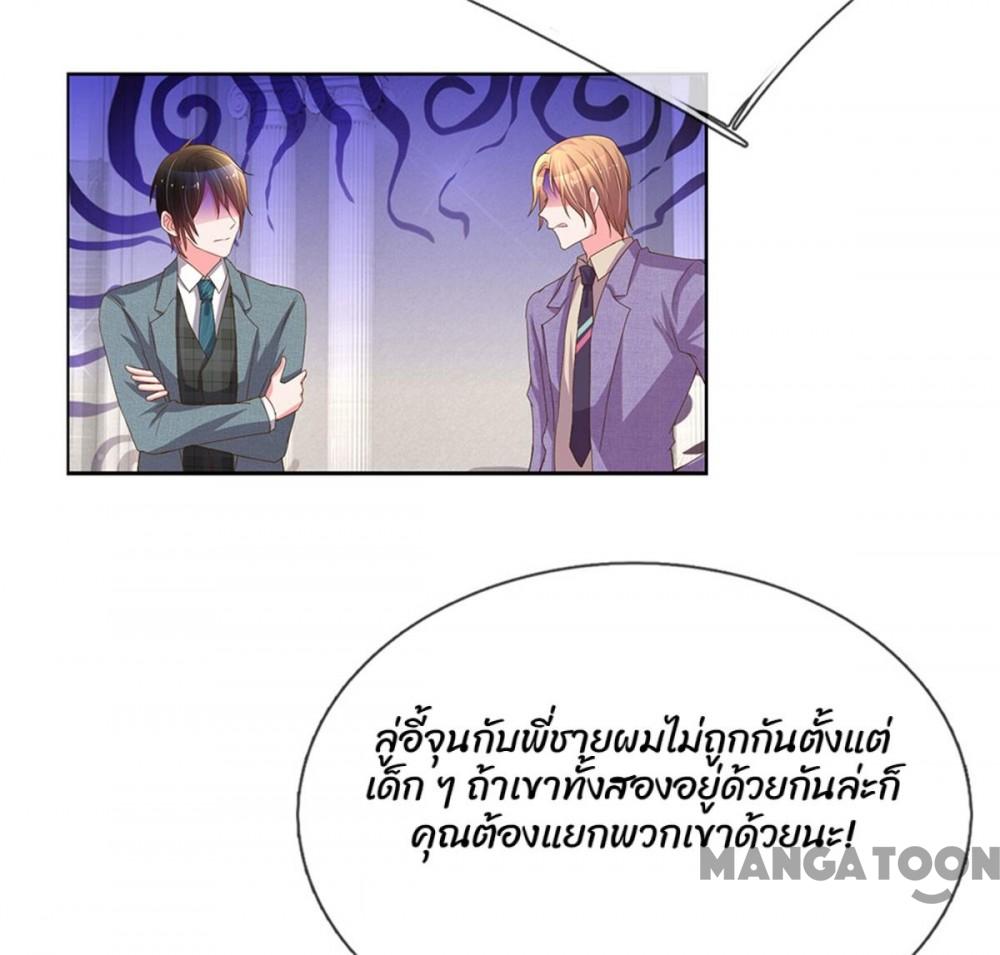 ลู่อี้จุนกับพี่ชายผมไม่ถูกกันตั้งแต่
เด็ก ๆ ถ้าเขาทั้งสองอยู่ด้วยกันล่ะก็
คุณต้องแยกพวกเขาด้วยนะ!
MANGATOON